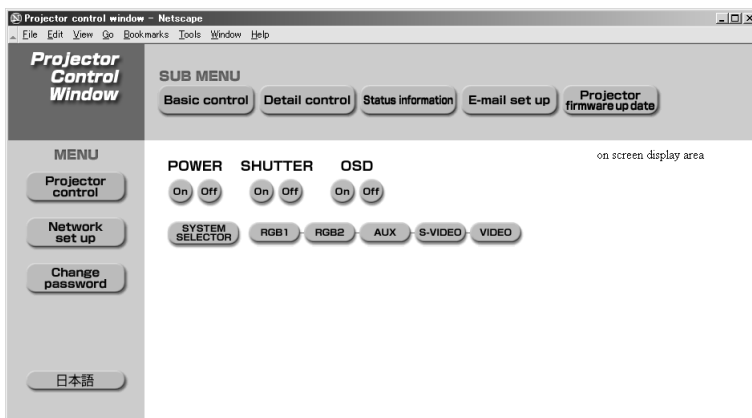 Projector control window - Netscape
File Edit View Go Bookmarks Tools Window Help
Projector
Control
Window
SUB MENU
Basic control Detail control Status information E-mail set up Projector firmware up date
MENU
Projector control
Network set up
Change password
日本語
POWER SHUTTER OSD
On Off On Off On Off
SYSTEM SELECTOR RGB1 RGB2 AUX S-VIDEO VIDEO
on screen display area